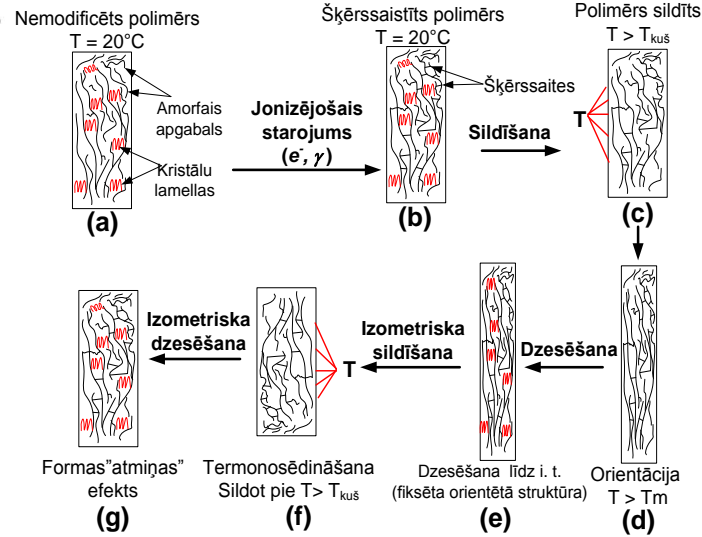 Nemodificēts polimērs
T = 20°C
Šķērssaistīts polimērs
T = 20°C
Polimērs sildīts
T > Tkuš
Amorfais
apgabals
Kristālu
lamellas
Jonizējošais
starojums
(e-, γ)
Šķērssaites
Sildīšana
T
(a)
(b)
(c)
Izometriska
dzesēšana
T
Izometriska
sildīšana
Dzesēšana
Formas"atmiņas"
efekts
(g)
Termonosēdināšana
Sildot pie T> Tkuš
(f)
Dzesēšana līdz i. t.
(fiksēta orientētā struktūra)
(e)
Orientācija
T > Tm
(d)